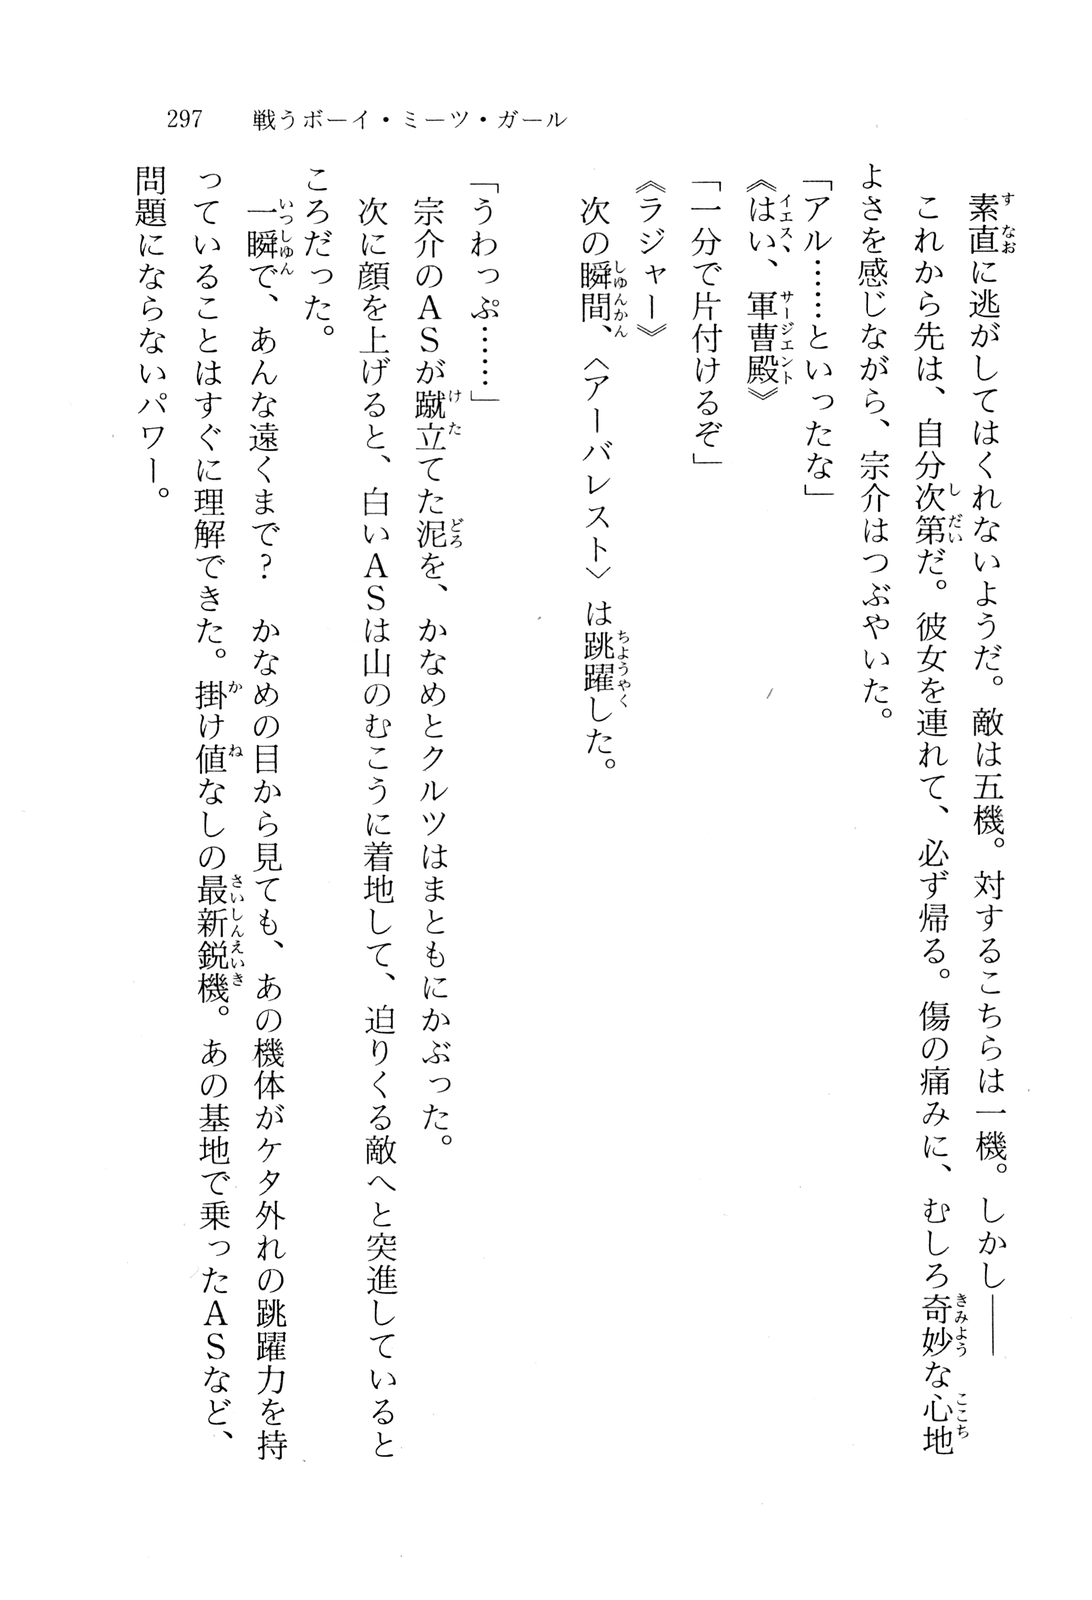 297　戦うボーイ・ミーツ・ガール
素直に逃がしてはくれないようだ。敵は五機。対するこちらは一機。しかし――
これから先は、自分次第だ。彼女を連れて、必ず帰る。傷の痛みに、むしろ奇妙な心地
よさを感じながら、宗介はつぶやいた。
「アル……といったな」
《はい、軍曹殿》
「一分で片付けるぞ」
《ラジャー》
次の瞬間、〈アーバレスト〉は跳躍した。
「うわっぷ……」
宗介のＡＳが蹴立てた泥を、かなめとクルツはまともにかぶった。
次に顔を上げると、白いＡＳは山のむこうに着地して、迫りくる敵へと突進していると
ころだった。
一瞬で、あんな遠くまで？　かなめの目から見ても、あの機体がケタ外れの跳躍力を持
っていることはすぐに理解できた。掛け値なしの最新鋭機。あの基地で乗ったＡＳなど、
問題にならないパワー。